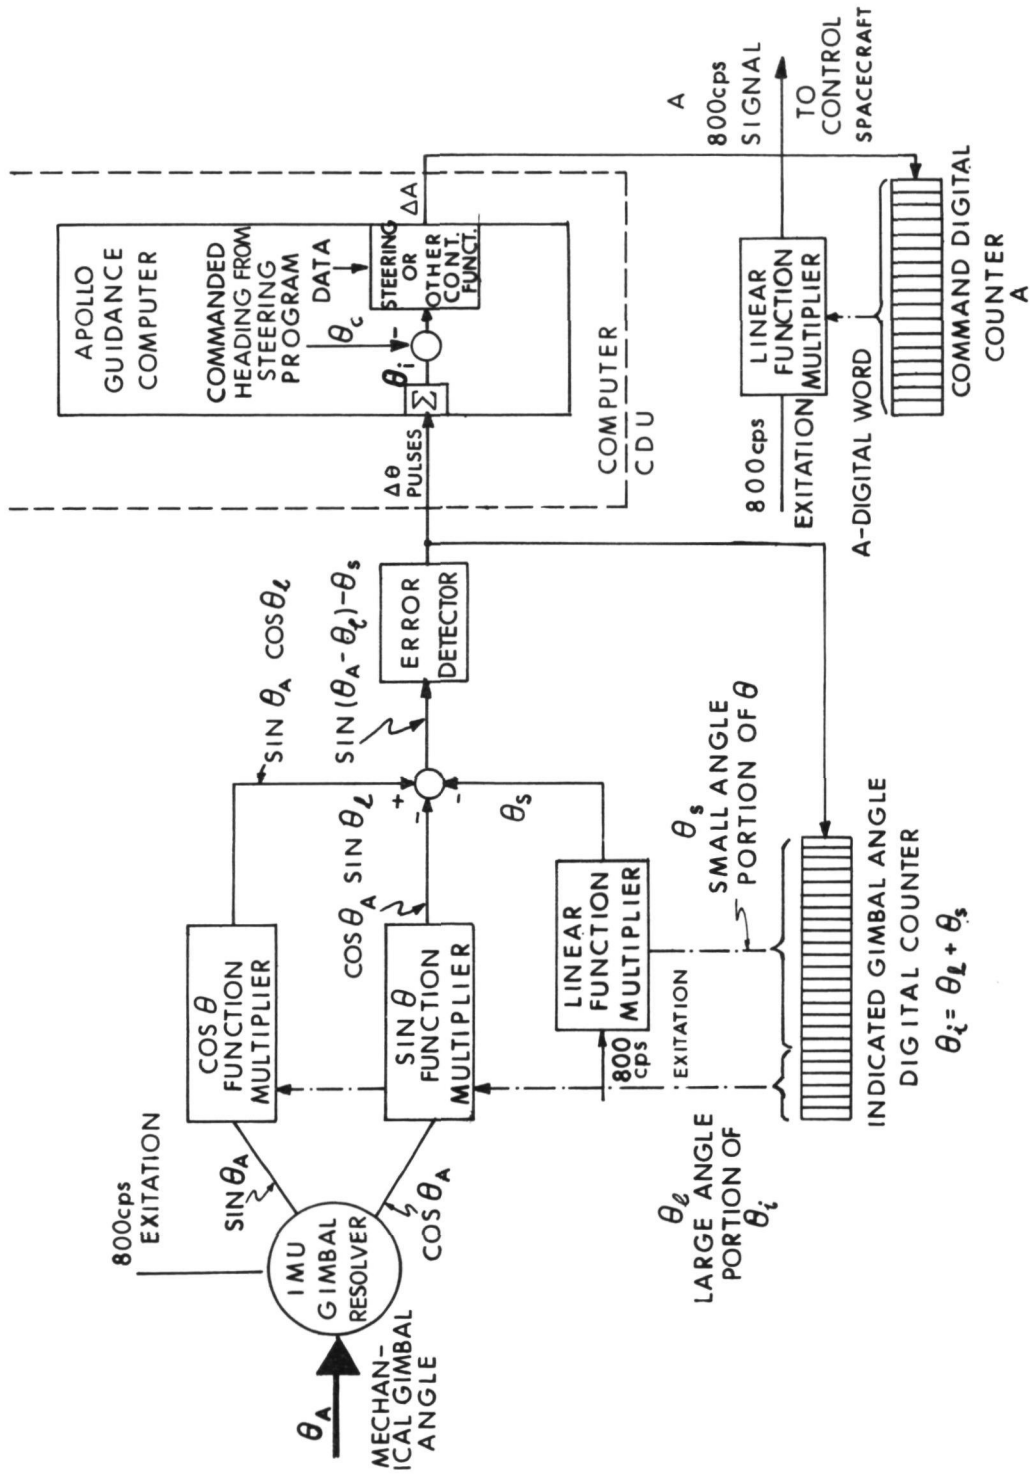 θA
MECHAN-
ICAL GIMBAL
ANGLE
800cps
EXITATION
IMU
GIMBAL
RESOLVER
SIN θA
COS θA
COS θ
FUNCTION
MULTIPLIER
SIN θ
FUNCTION
MULTIPLIER
SIN θA COS θℓ
COS θA SIN θℓ
+
-
-
θs
SIN (θA - θℓ) - θs
LINEAR
FUNCTION
MULTIPLIER
800
cps
EXITATION
θs
SMALL ANGLE
PORTION OF θ
θℓ
LARGE ANGLE
PORTION OF
θi
INDICATED GIMBAL ANGLE
DIGITAL COUNTER
θi = θℓ + θs
ERROR
DETECTOR
Δθ
PULSES
COMPUTER
CDU
APOLLO
GUIDANCE
COMPUTER
COMMANDED
HEADING FROM
STEERING
PROGRAM
θc
DATA
Σ
θi
-
STEERING
OR
OTHER
CONT.
FUNCT.
ΔA
800cps
EXITATION
LINEAR
FUNCTION
MULTIPLIER
A
800cps
SIGNAL
TO
CONTROL
SPACECRAFT
A-DIGITAL WORD
COMMAND DIGITAL
COUNTER
A